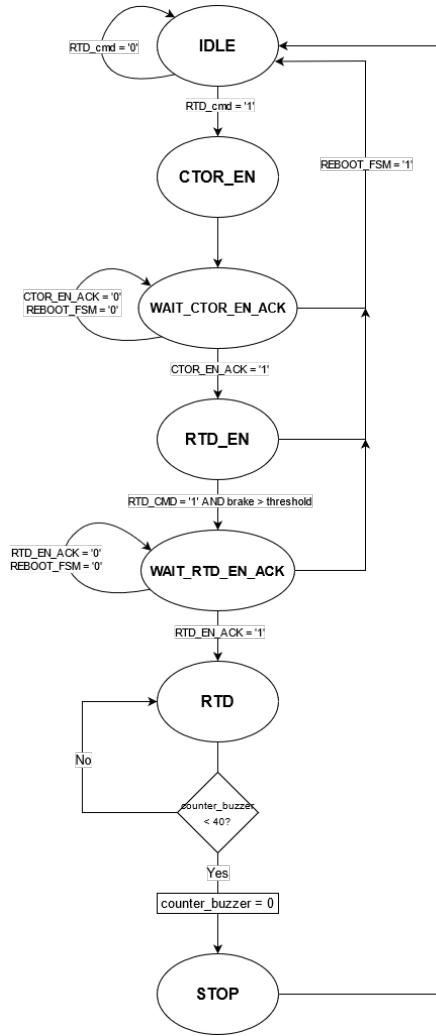 IDLE
RTD_cmd = '0'
RTD_cmd = '1'
REBOOT_FSM = '1'
CTOR_EN
CTOR_EN_ACK = '0'
REBOOT_FSM = '0'
WAIT_CTOR_EN_ACK
CTOR_EN_ACK = '1'
RTD_EN
RTD_CMD = '1' AND brake > threshold
RTD_EN_ACK = '0'
REBOOT_FSM = '0'
WAIT_RTD_EN_ACK
RTD_EN_ACK = '1'
RTD
No
counter_buzzer
< 40?
Yes
counter_buzzer = 0
STOP